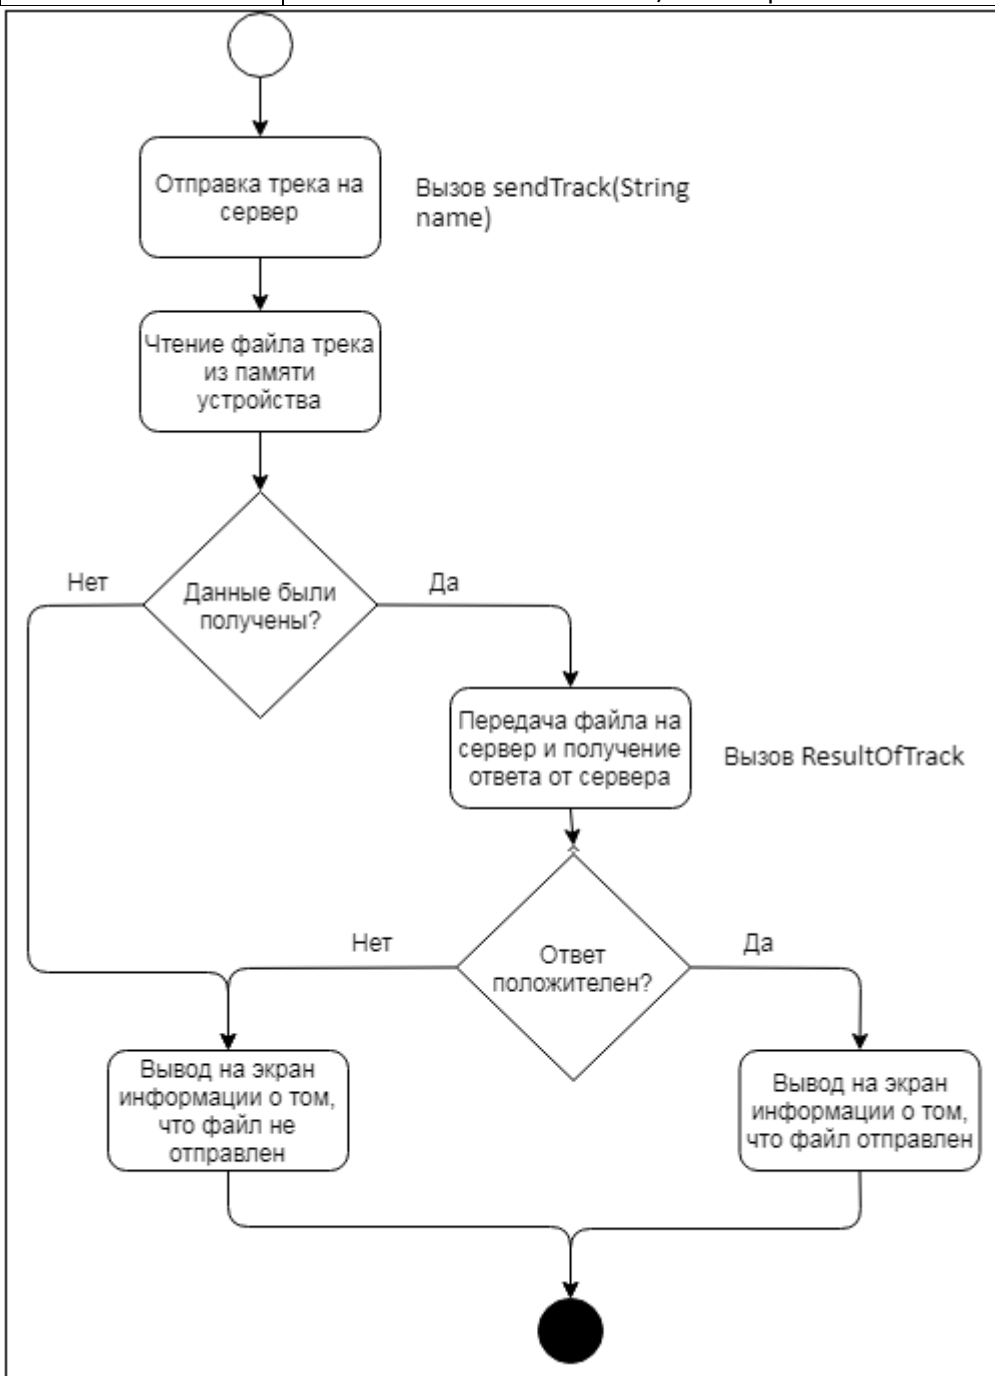 Отправка трека на
сервер
Вызов sendTrack(String
name)
Чтение файла трека
из памяти
устройства
Данные были
получены?
Нет
Да
Передача файла на
сервер и получение
ответа от сервера
Вызов ResultOfTrack
Ответ
положителен?
Нет
Да
Вывод на экран
информации о том,
что файл не
отправлен
Вывод на экран
информации о том,
что файл отправлен